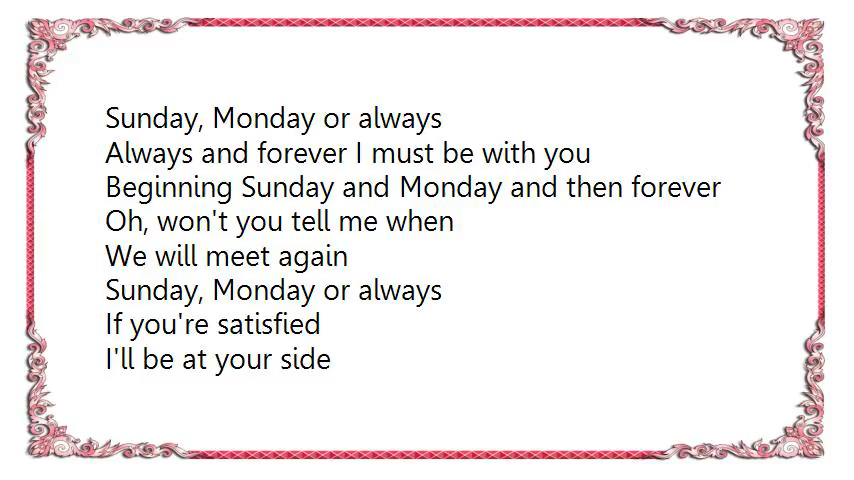 Sunday, Monday or always
Always and forever I must be with you
Beginning Sunday and Monday and then forever
Oh, won't you tell me when
We will meet again
Sunday, Monday or always
If you're satisfied
I'll be at your side